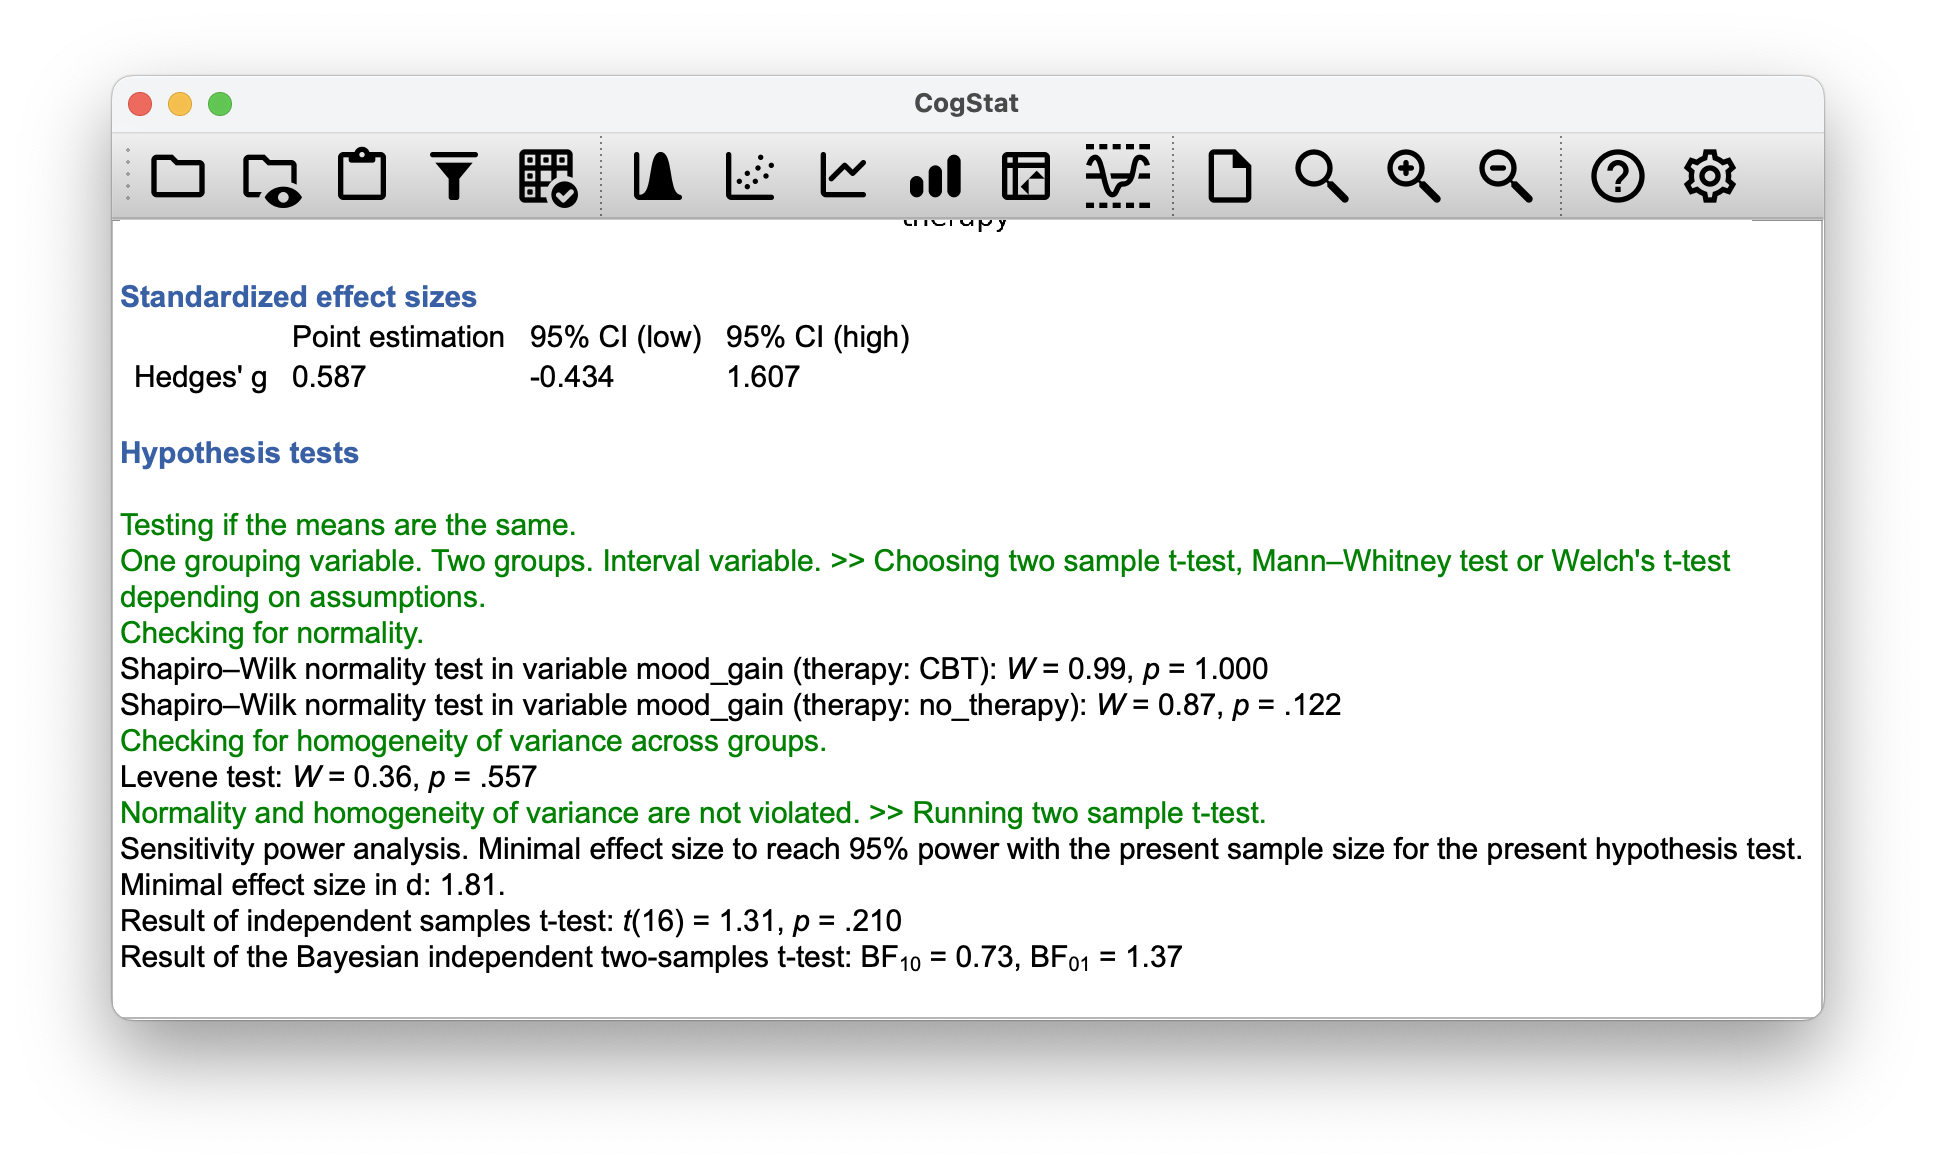 CogStat
therapy
Standardized effect sizes
Point estimation 95% CI (low) 95% CI (high)
Hedges' g 0.587 -0.434 1.607
Hypothesis tests
Testing if the means are the same.
One grouping variable. Two groups. Interval variable. >> Choosing two sample t-test, Mann–Whitney test or Welch's t-test
depending on assumptions.
Checking for normality.
Shapiro–Wilk normality test in variable mood_gain (therapy: CBT): W = 0.99, p = 1.000
Shapiro–Wilk normality test in variable mood_gain (therapy: no_therapy): W = 0.87, p = .122
Checking for homogeneity of variance across groups.
Levene test: W = 0.36, p = .557
Normality and homogeneity of variance are not violated. >> Running two sample t-test.
Sensitivity power analysis. Minimal effect size to reach 95% power with the present sample size for the present hypothesis test.
Minimal effect size in d: 1.81.
Result of independent samples t-test: t(16) = 1.31, p = .210
Result of the Bayesian independent two-samples t-test: BF₁₀ = 0.73, BF₀₁ = 1.37